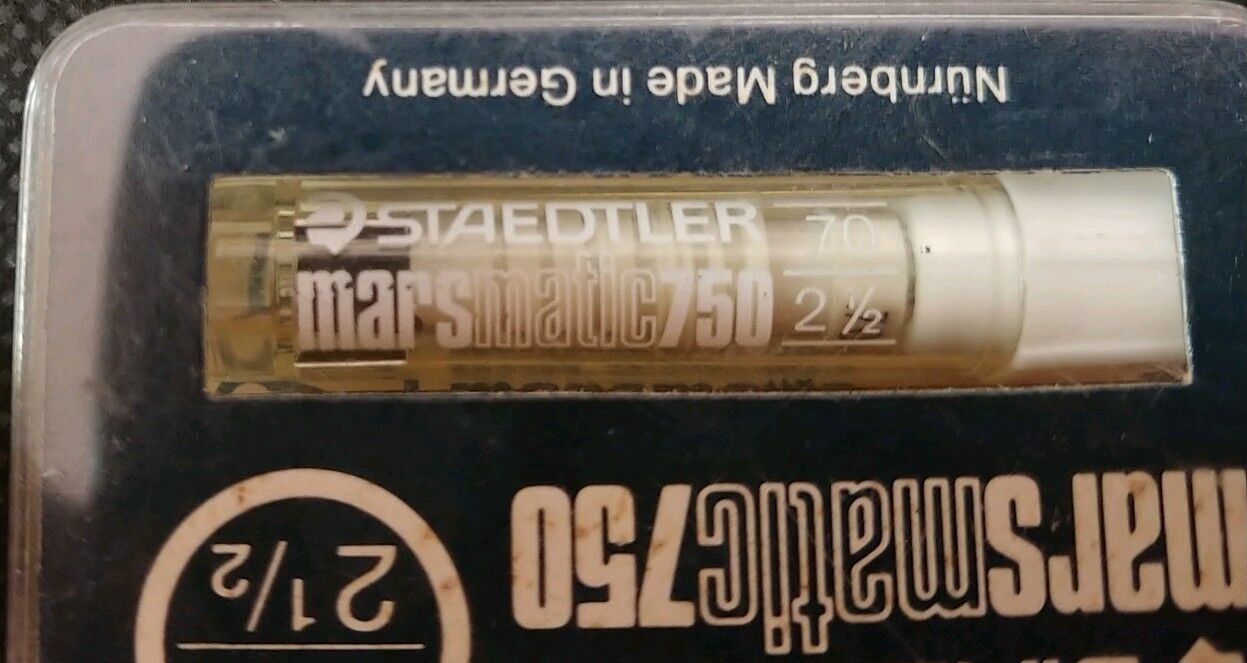 Nürnberg Made in Germany
STAEDTLER
marsmatic750
70
2 ½
marsmatic750
2 1/2